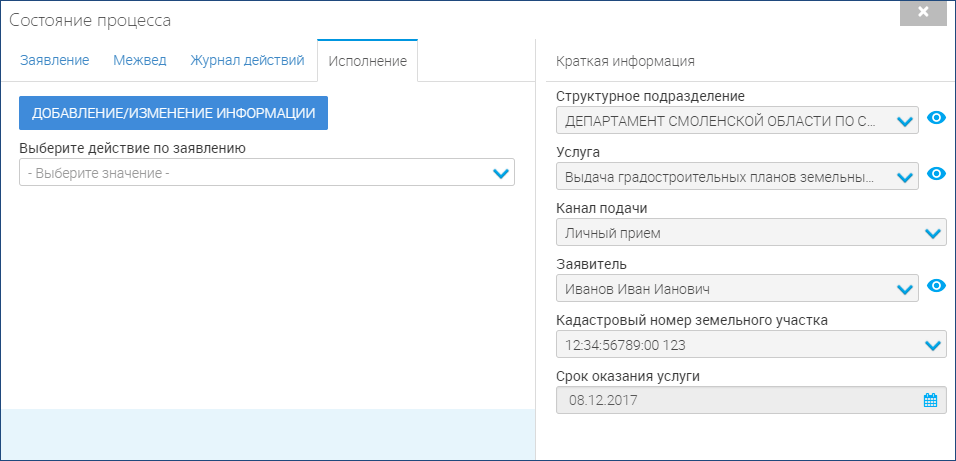 Состояние процесса
Заявление
Межвед
Журнал действий
Исполнение
ДОБАВЛЕНИЕ/ИЗМЕНЕНИЕ ИНФОРМАЦИИ
Выберите действие по заявлению
- Выберите значение -
Краткая информация
Структурное подразделение
ДЕПАРТАМЕНТ СМОЛЕНСКОЙ ОБЛАСТИ ПО С...
Услуга
Выдача градостроительных планов земельны...
Канал подачи
Личный прием
Заявитель
Иванов Иван Ианович
Кадастровый номер земельного участка
12:34:56789:00 123
Срок оказания услуги
08.12.2017